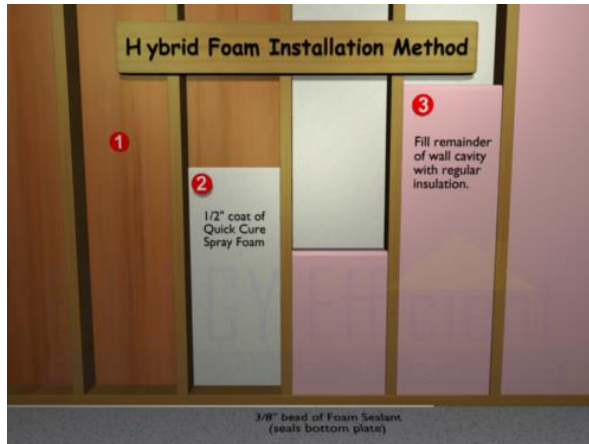 Hybrid Foam Installation Method
1
2
1/2" coat of
Quick Cure
Spray Foam
3
Fill remainder
of wall cavity
with regular
insulation.
Efficient
3/8" bead of Foam Sealant
(seals bottom plate)